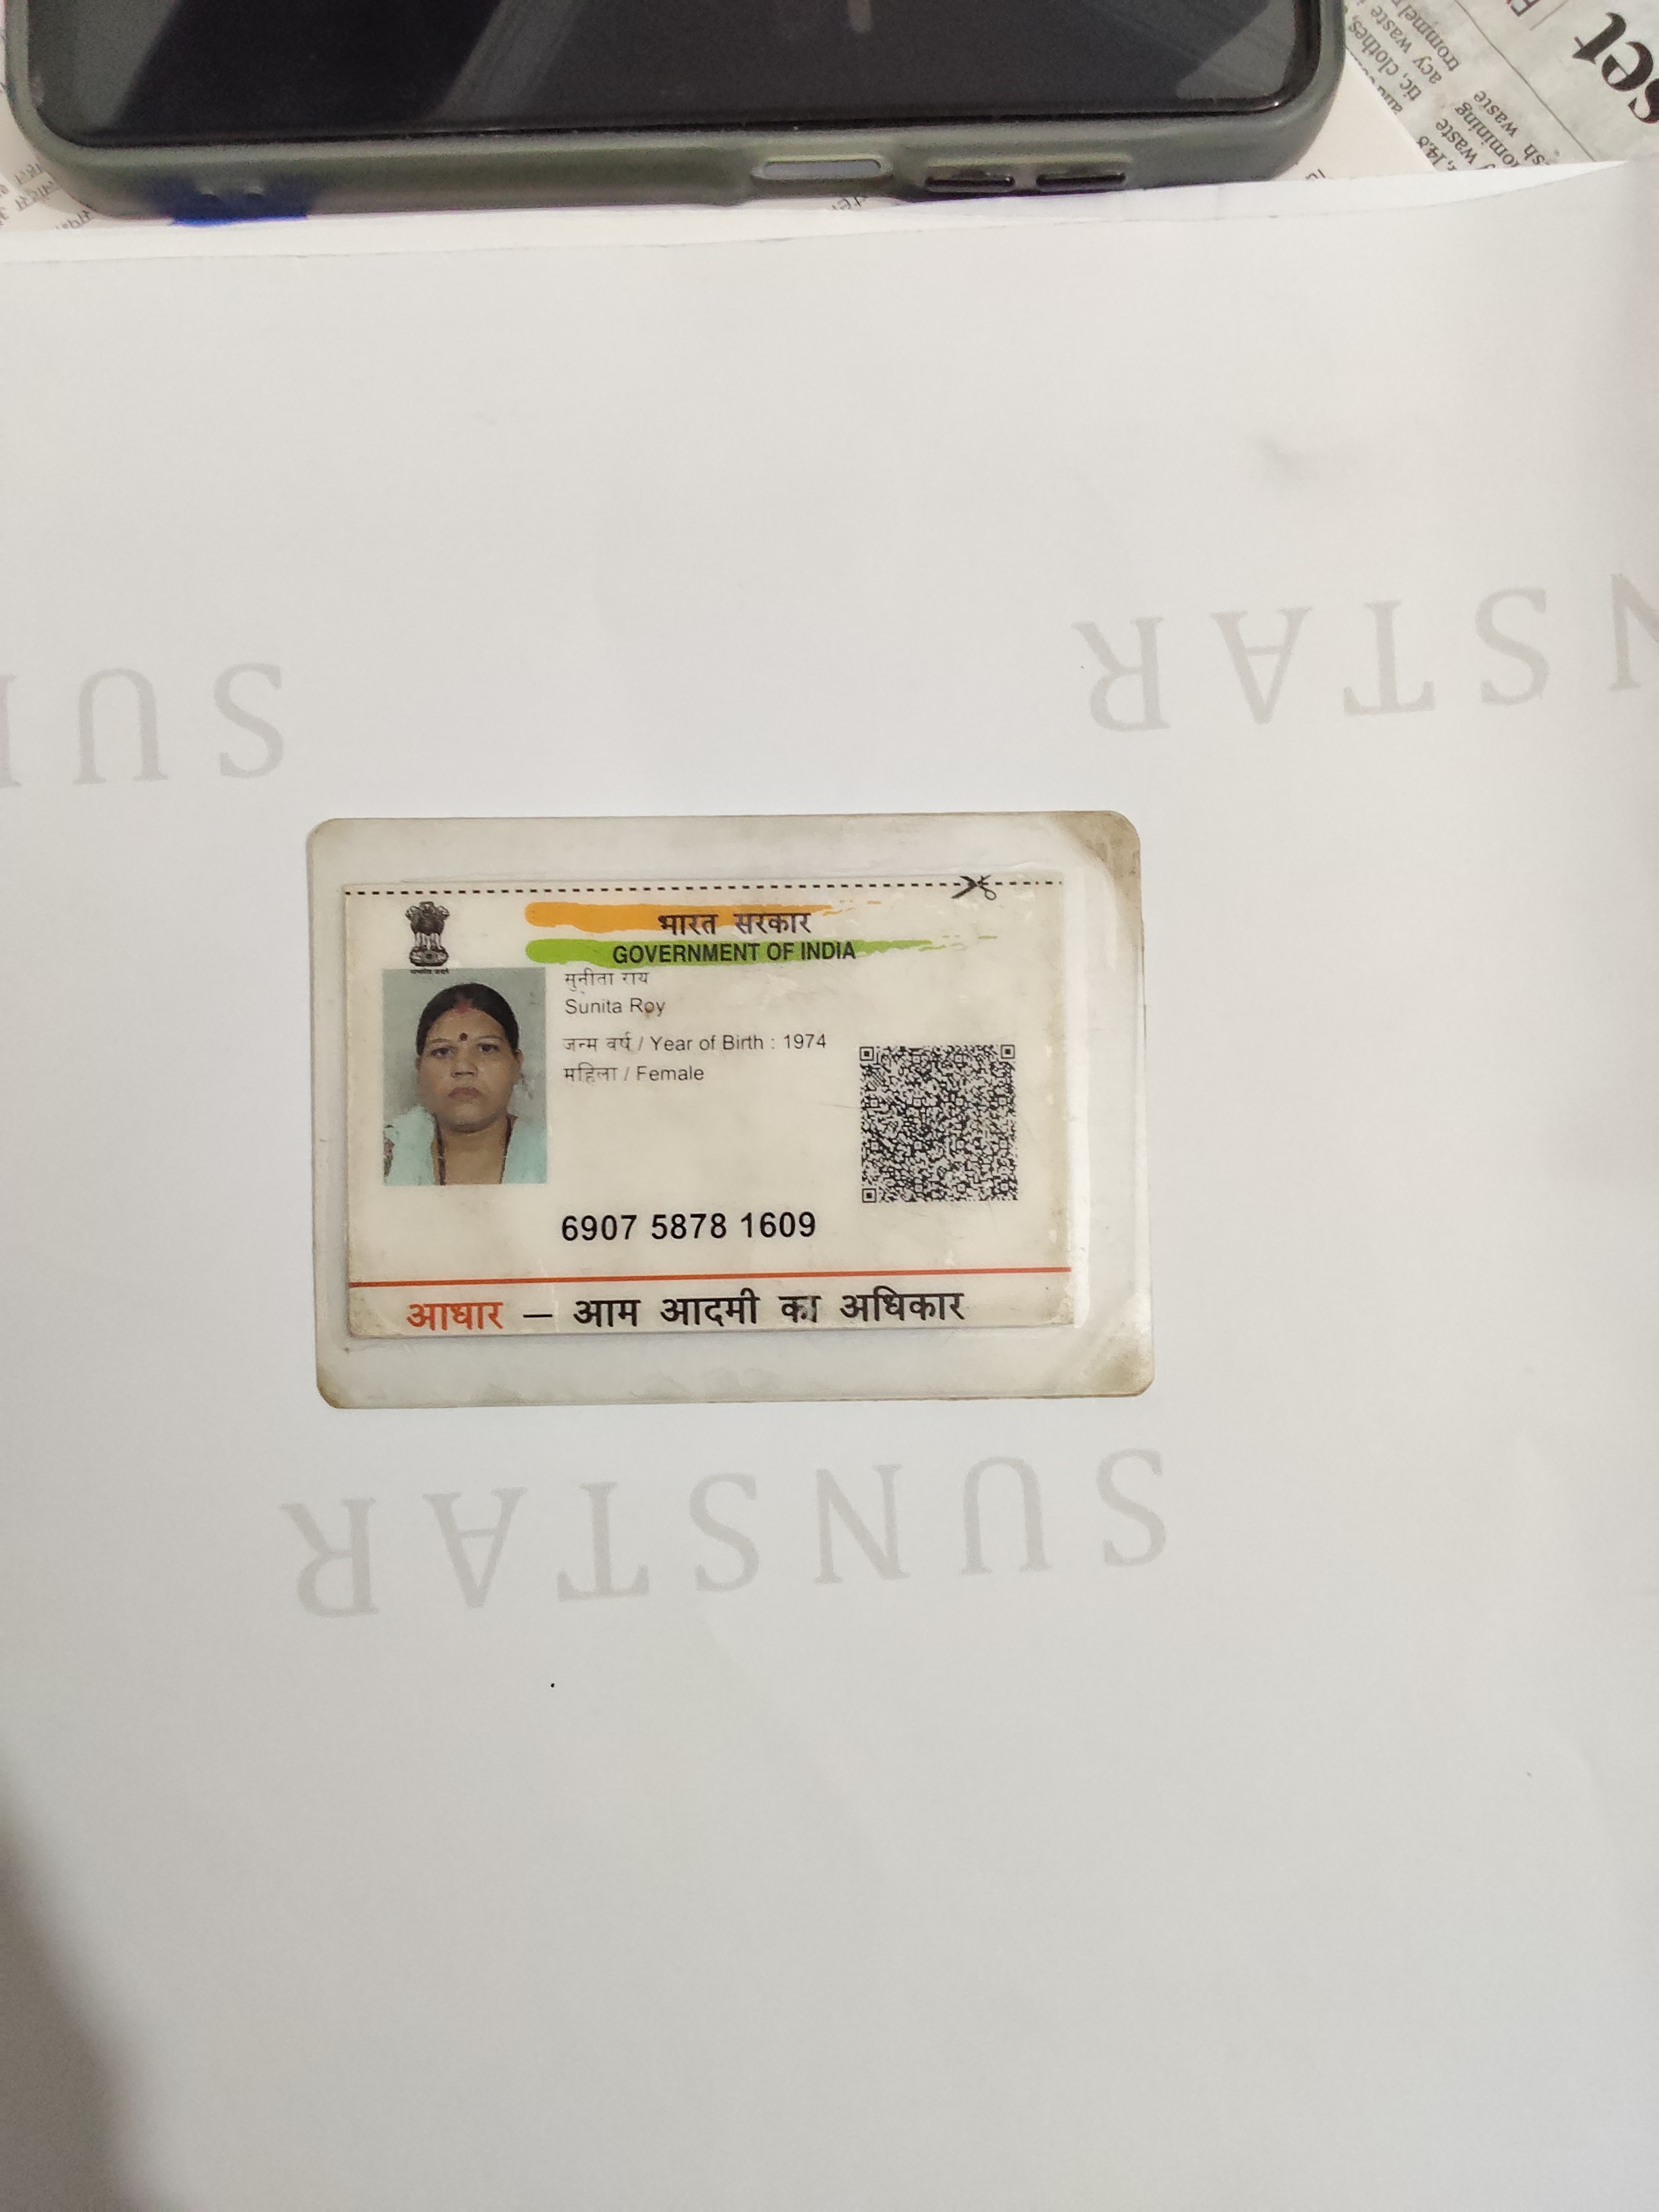 set
SUNSTAR
भारत सरकार
GOVERNMENT OF INDIA
सुनीता राय
Sunita Roy
जन्म वर्ष / Year of Birth : 1974
महिला / Female
6907 5878 1609
आधार — आम आदमी का अधिकार
SUNSTAR